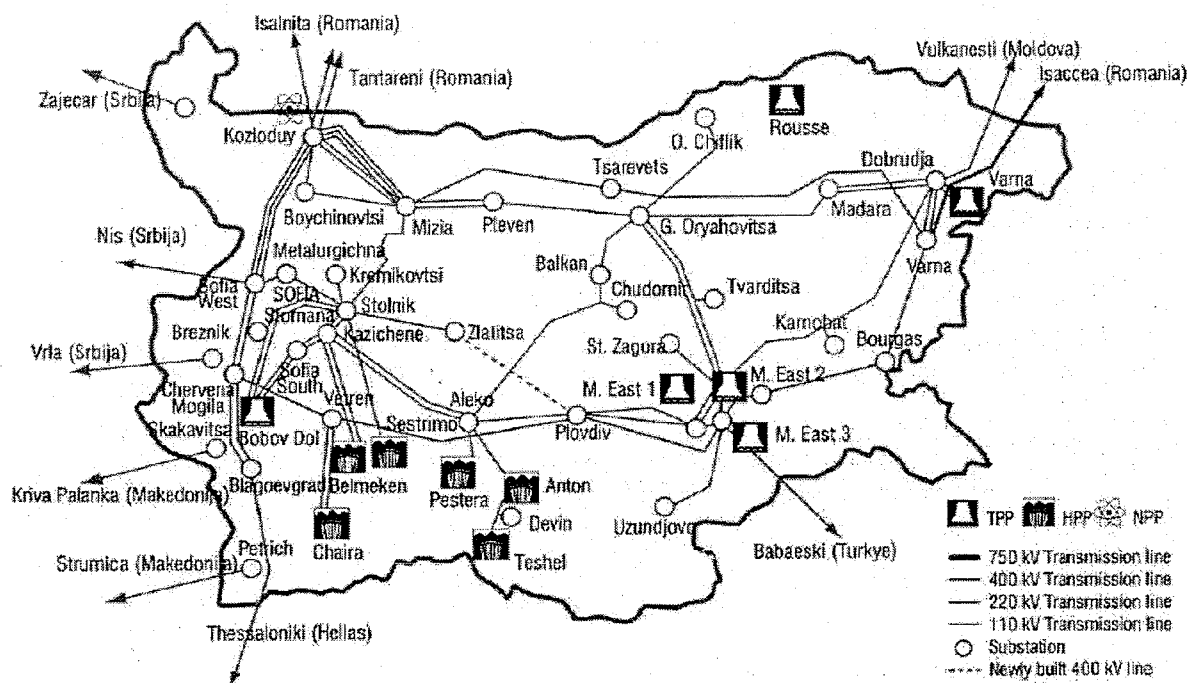 Isalnita (Romania)
Tantareni (Romania)
Vulkanesti (Moldova)
Isaccea (Romania)
Zajecar (Srbija)
Kozloduy
Rousse
O. Chiflik
Tsarevets
Dobrudja
Varna
Boychinovtsi
Mizia
Pleven
G. Oryahovitsa
Madara
Nis (Srbija)
Metalurgichna
Kremikovtsi
Balkan
Varna
Sofia
West
SOFIA
Stolnik
Chudomir
Tvarditsa
Stomana
Kazichene
Zlatitsa
Karnobat
Breznik
Bourgas
Vrla (Srbija)
St. Zagora
Sofia
South
M. East 1
M. East 2
Chervena
Mogila
Vetren
Aleko
Sestrimo
Plovdiv
Skakavitsa
Bobov Dol
M. East 3
Kriva Palanka (Makedonija)
Blagoevgrad
Belmeken
Pestera
Anton
Devin
Uzundjovo
TPP HPP NPP
Chaira
Teshel
Babaeski (Turkye)
Petrich
Strumica (Makedonija)
750 kV Transmission line
400 kV Transmission line
220 kV Transmission line
110 kV Transmission line
Substation
Newly built 400 kV line
Thessaloniki (Hellas)